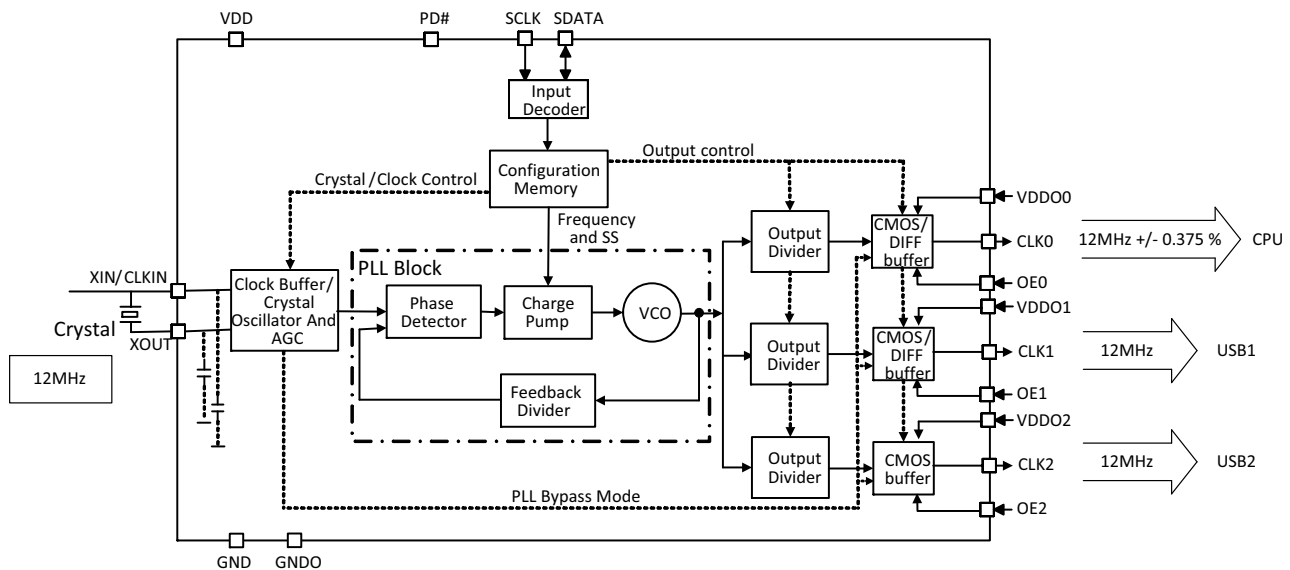 VDD
PD#
SCLK
SDATA
Input
Decoder
Output control
Crystal/Clock Control
Configuration
Memory
Frequency
and SS
VDDO0
Output
Divider
CMOS/
DIFF
buffer
CLK0
12MHz +/- 0.375 %
CPU
PLL Block
XIN/CLKIN
Clock Buffer/
Crystal
Oscillator And
AGC
Phase
Detector
Charge
Pump
VCO
OE0
VDDO1
Crystal
XOUT
12MHz
Output
Divider
CMOS/
DIFF
buffer
CLK1
12MHz
USB1
Feedback
Divider
OE1
VDDO2
Output
Divider
CMOS
buffer
CLK2
12MHz
USB2
PLL Bypass Mode
OE2
GND
GNDO